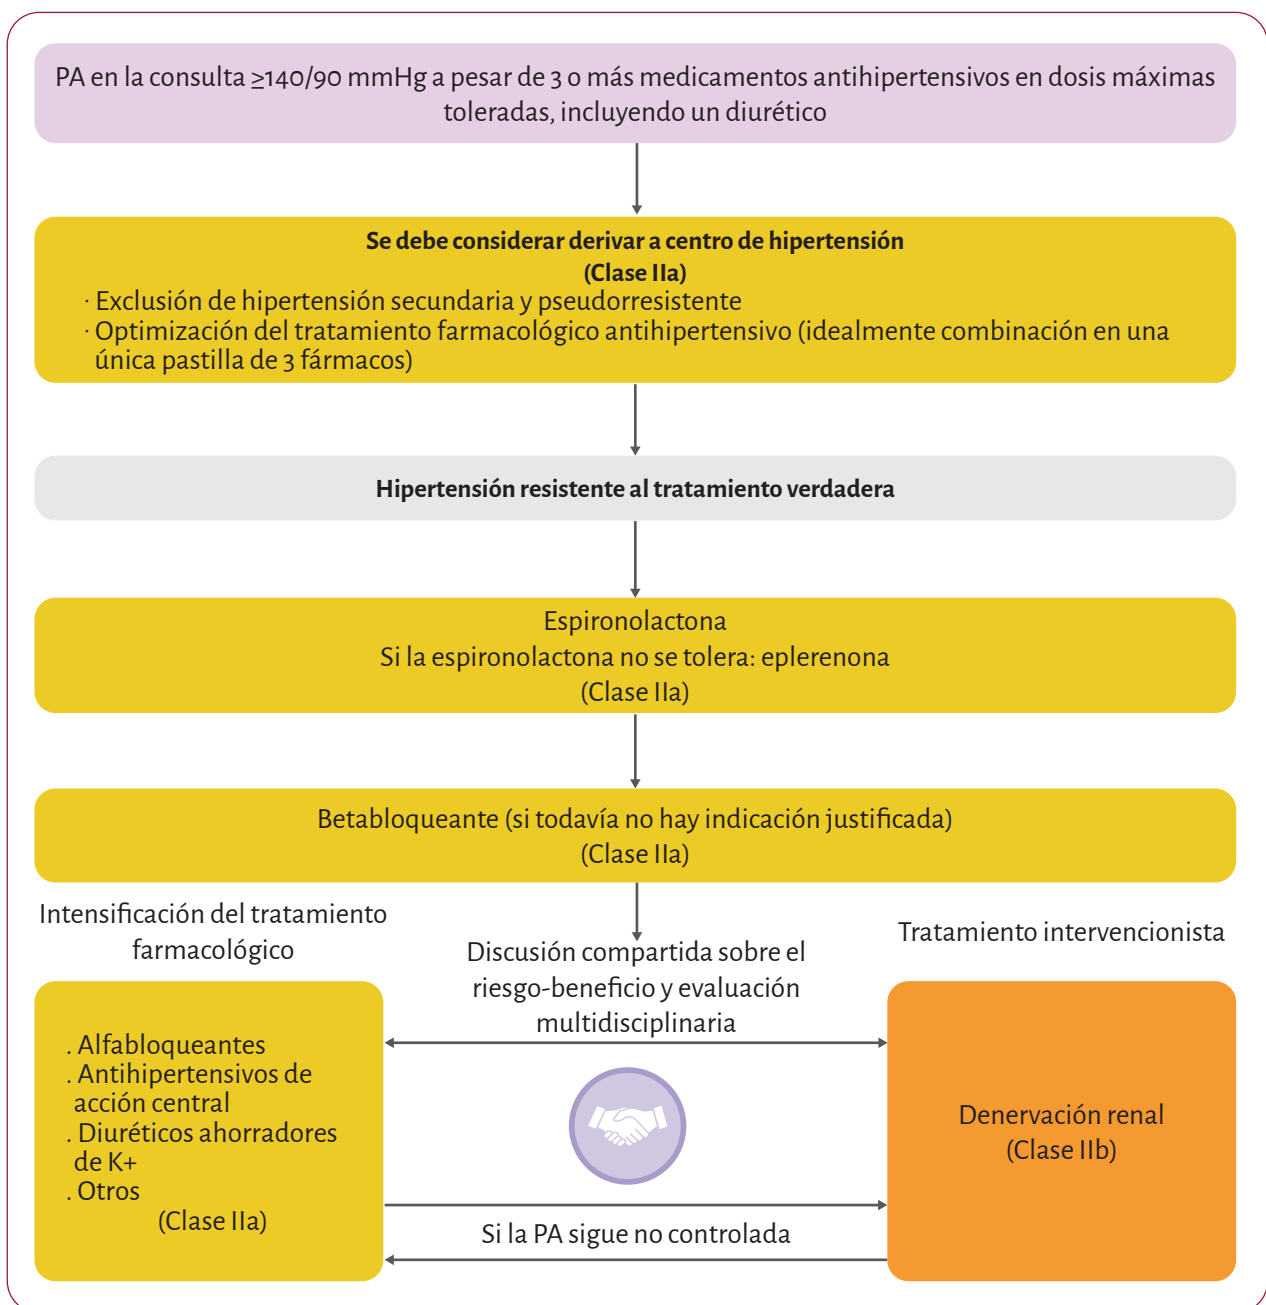 PA en la consulta ≥140/90 mmHg a pesar de 3 o más medicamentos antihipertensivos en dosis máximas
toleradas, incluyendo un diurético
Se debe considerar derivar a centro de hipertensión
(Clase IIa)
· Exclusión de hipertensión secundaria y pseudorresistente
· Optimización del tratamiento farmacológico antihipertensivo (idealmente combinación en una
única pastilla de 3 fármacos)
Hipertensión resistente al tratamiento verdadera
Espironolactona
Si la espironolactona no se tolera: eplerenona
(Clase IIa)
Betabloqueante (si todavía no hay indicación justificada)
(Clase IIa)
Intensificación del tratamiento
farmacológico
Discusión compartida sobre el
riesgo-beneficio y evaluación
multidisciplinaria
Tratamiento intervencionista
. Alfabloqueantes
. Antihipertensivos de
acción central
. Diuréticos ahorradores
de K+
. Otros
(Clase IIa)
Denervación renal
(Clase IIb)
Si la PA sigue no controlada